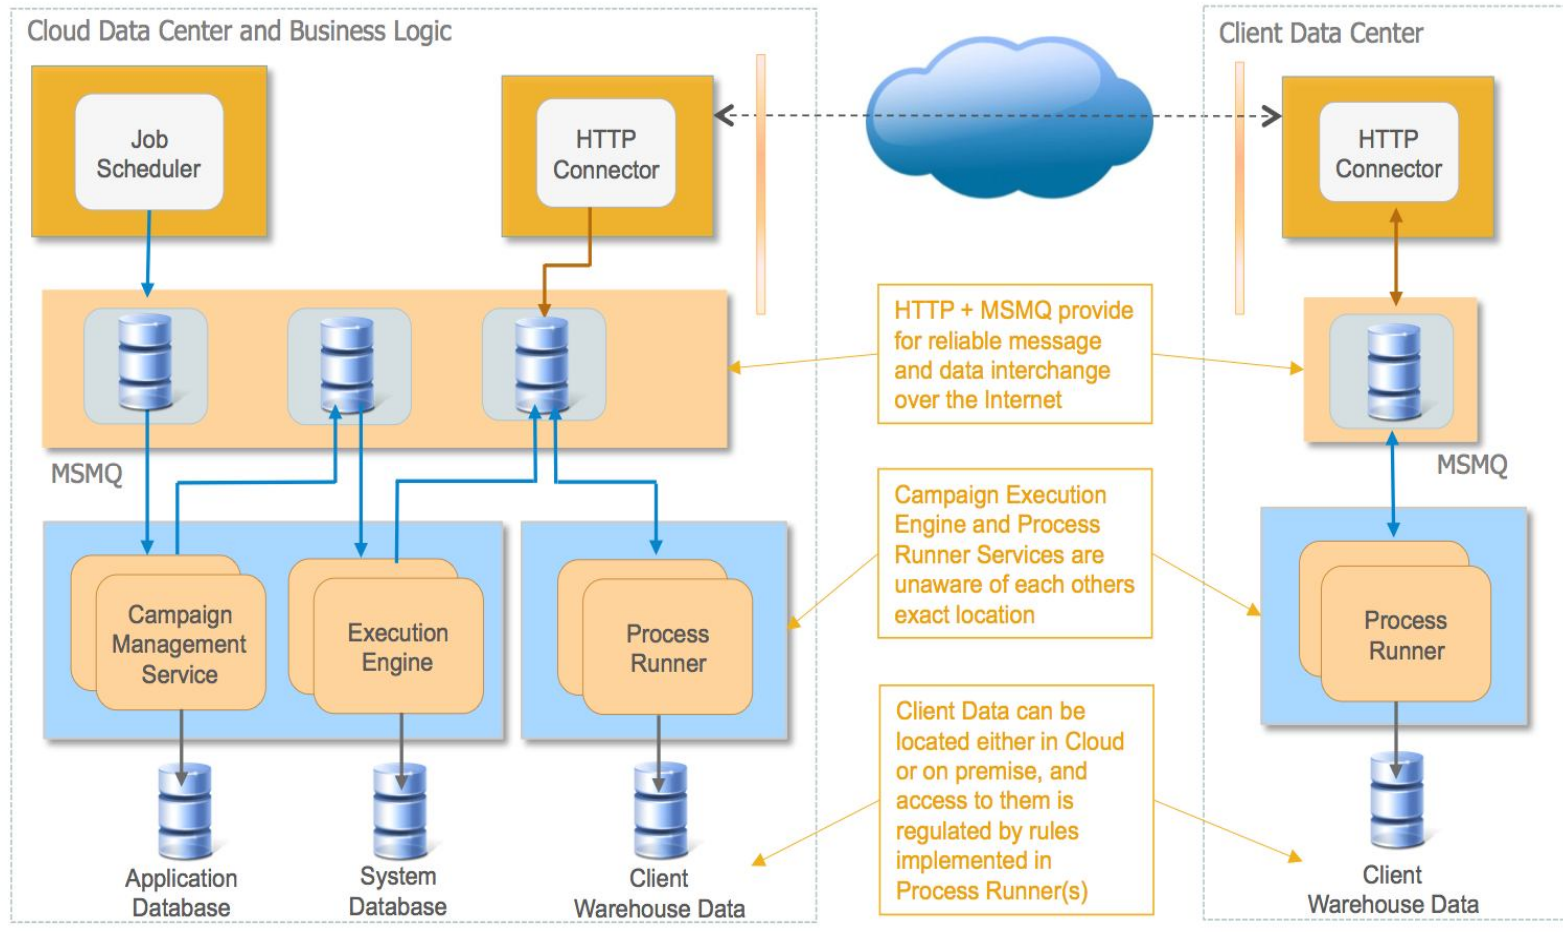 Cloud Data Center and Business Logic
Client Data Center
Job
Scheduler
HTTP
Connector
HTTP
Connector
MSMQ
HTTP + MSMQ provide
for reliable message
and data interchange
over the Internet
MSMQ
Campaign Execution
Engine and Process
Runner Services are
unaware of each others
exact location
Campaign
Management
Service
Execution
Engine
Process
Runner
Process
Runner
Client Data can be
located either in Cloud
or on premise, and
access to them is
regulated by rules
implemented in
Process Runner(s)
Application
Database
System
Database
Client
Warehouse Data
Client
Warehouse Data